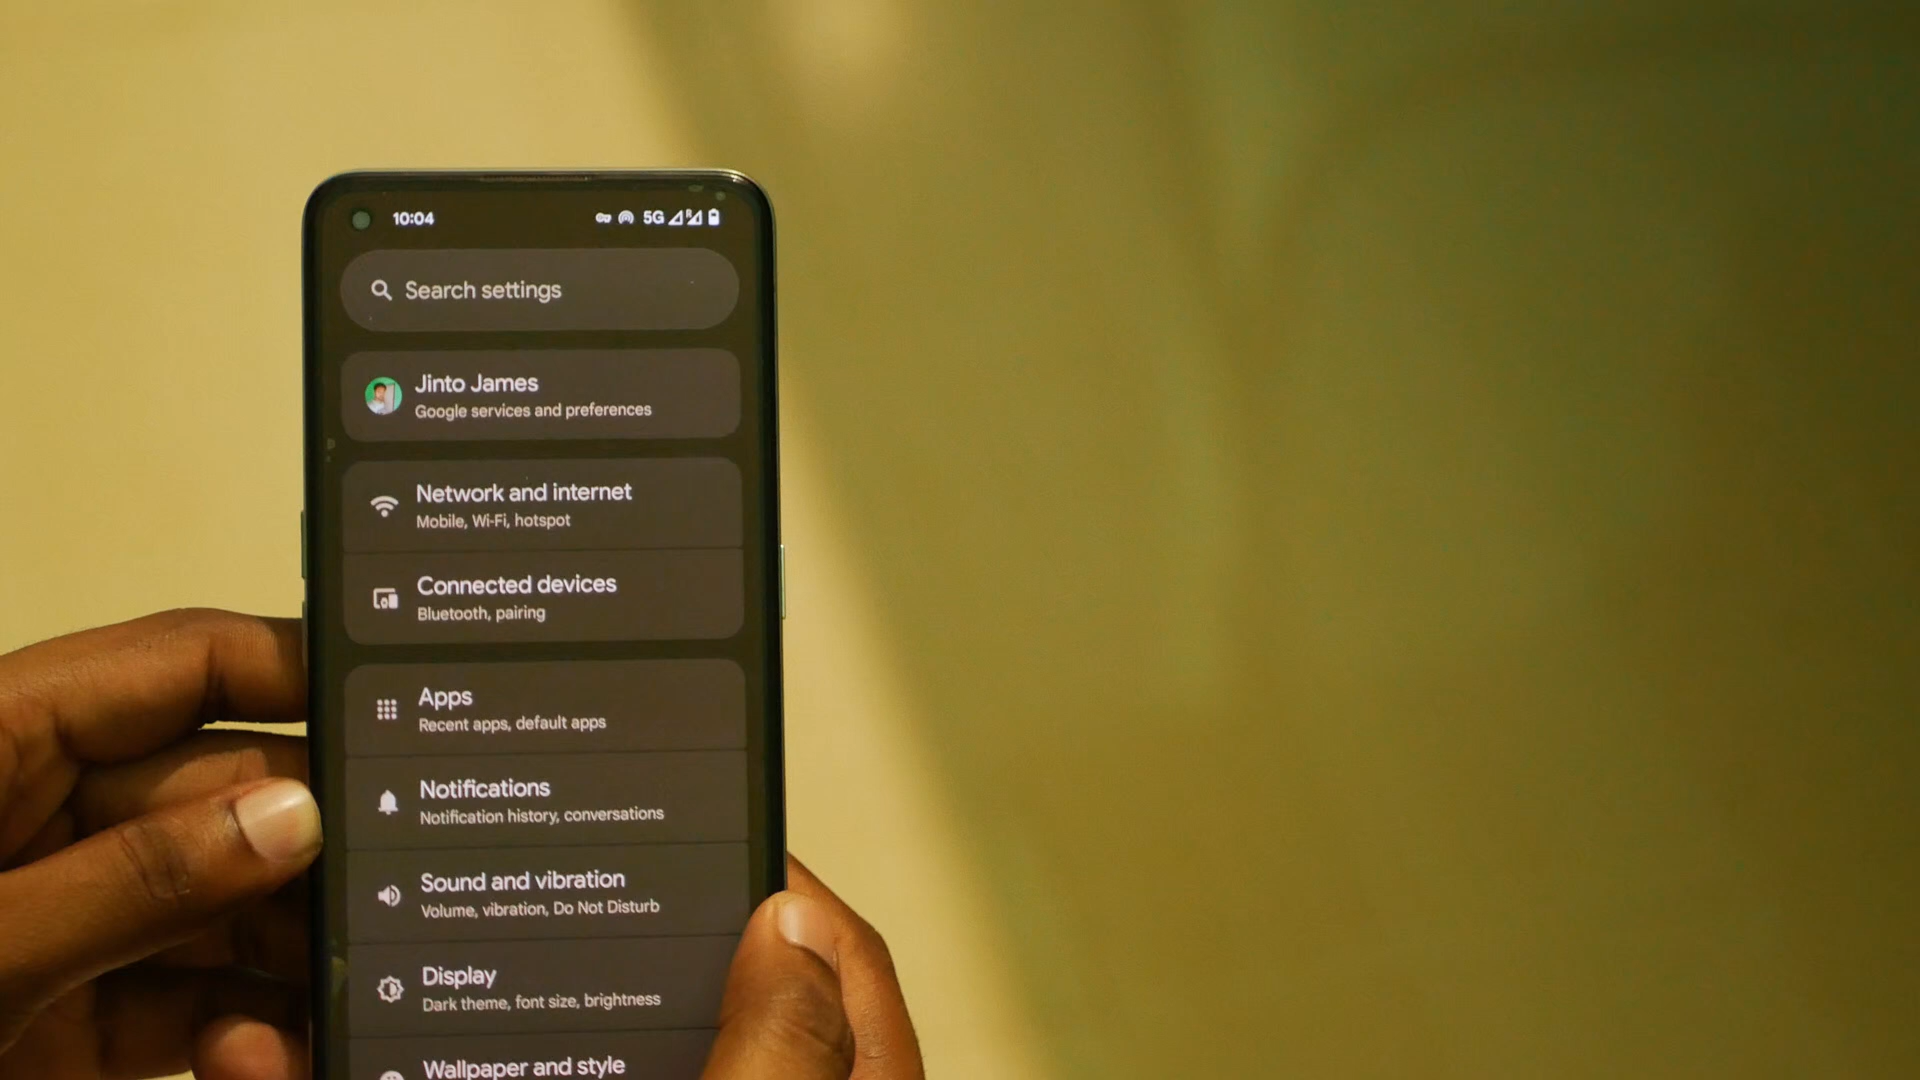 10:04 5G R
Search settings
Jinto James
Google services and preferences
Network and internet
Mobile, Wi-Fi, hotspot
Connected devices
Bluetooth, pairing
Apps
Recent apps, default apps
Notifications
Notification history, conversations
Sound and vibration
Volume, vibration, Do Not Disturb
Display
Dark theme, font size, brightness
Wallpaper and style